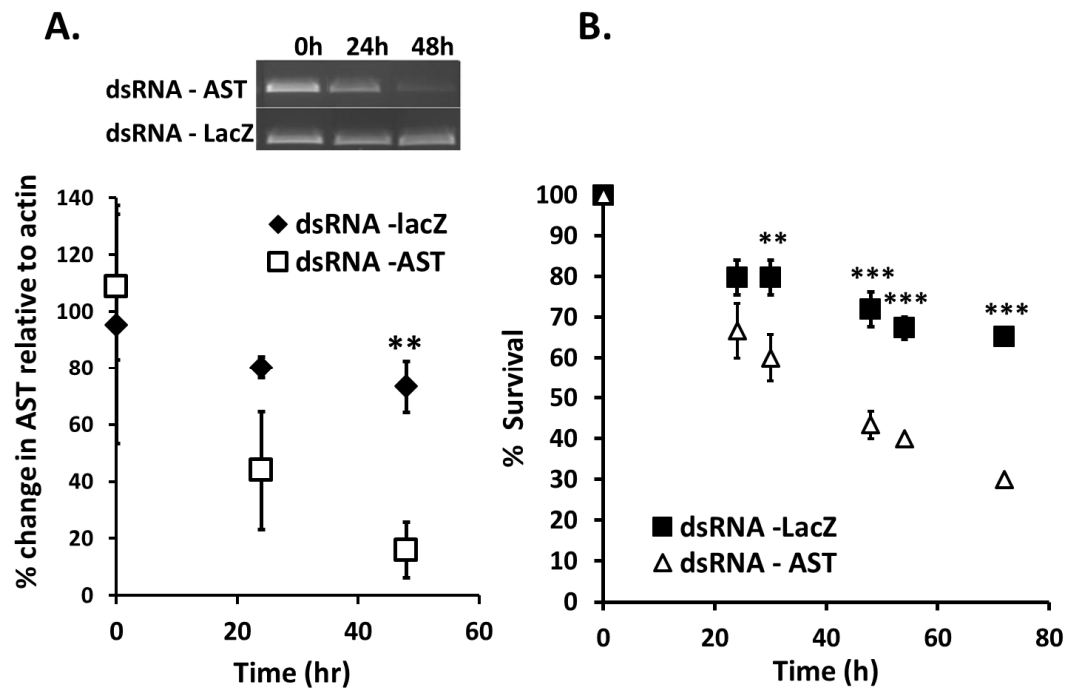 A.
0h 24h 48h
dsRNA - AST
dsRNA - LacZ
% change in AST relative to actin
140
120
100
80
60
40
20
0
dsRNA -lacZ
dsRNA -AST
**
0 20 40 60
Time (hr)
B.
% Survival
100
90
80
70
60
50
40
30
20
10
0
**
***
***
***
dsRNA -LacZ
dsRNA - AST
0 20 40 60 80
Time (h)